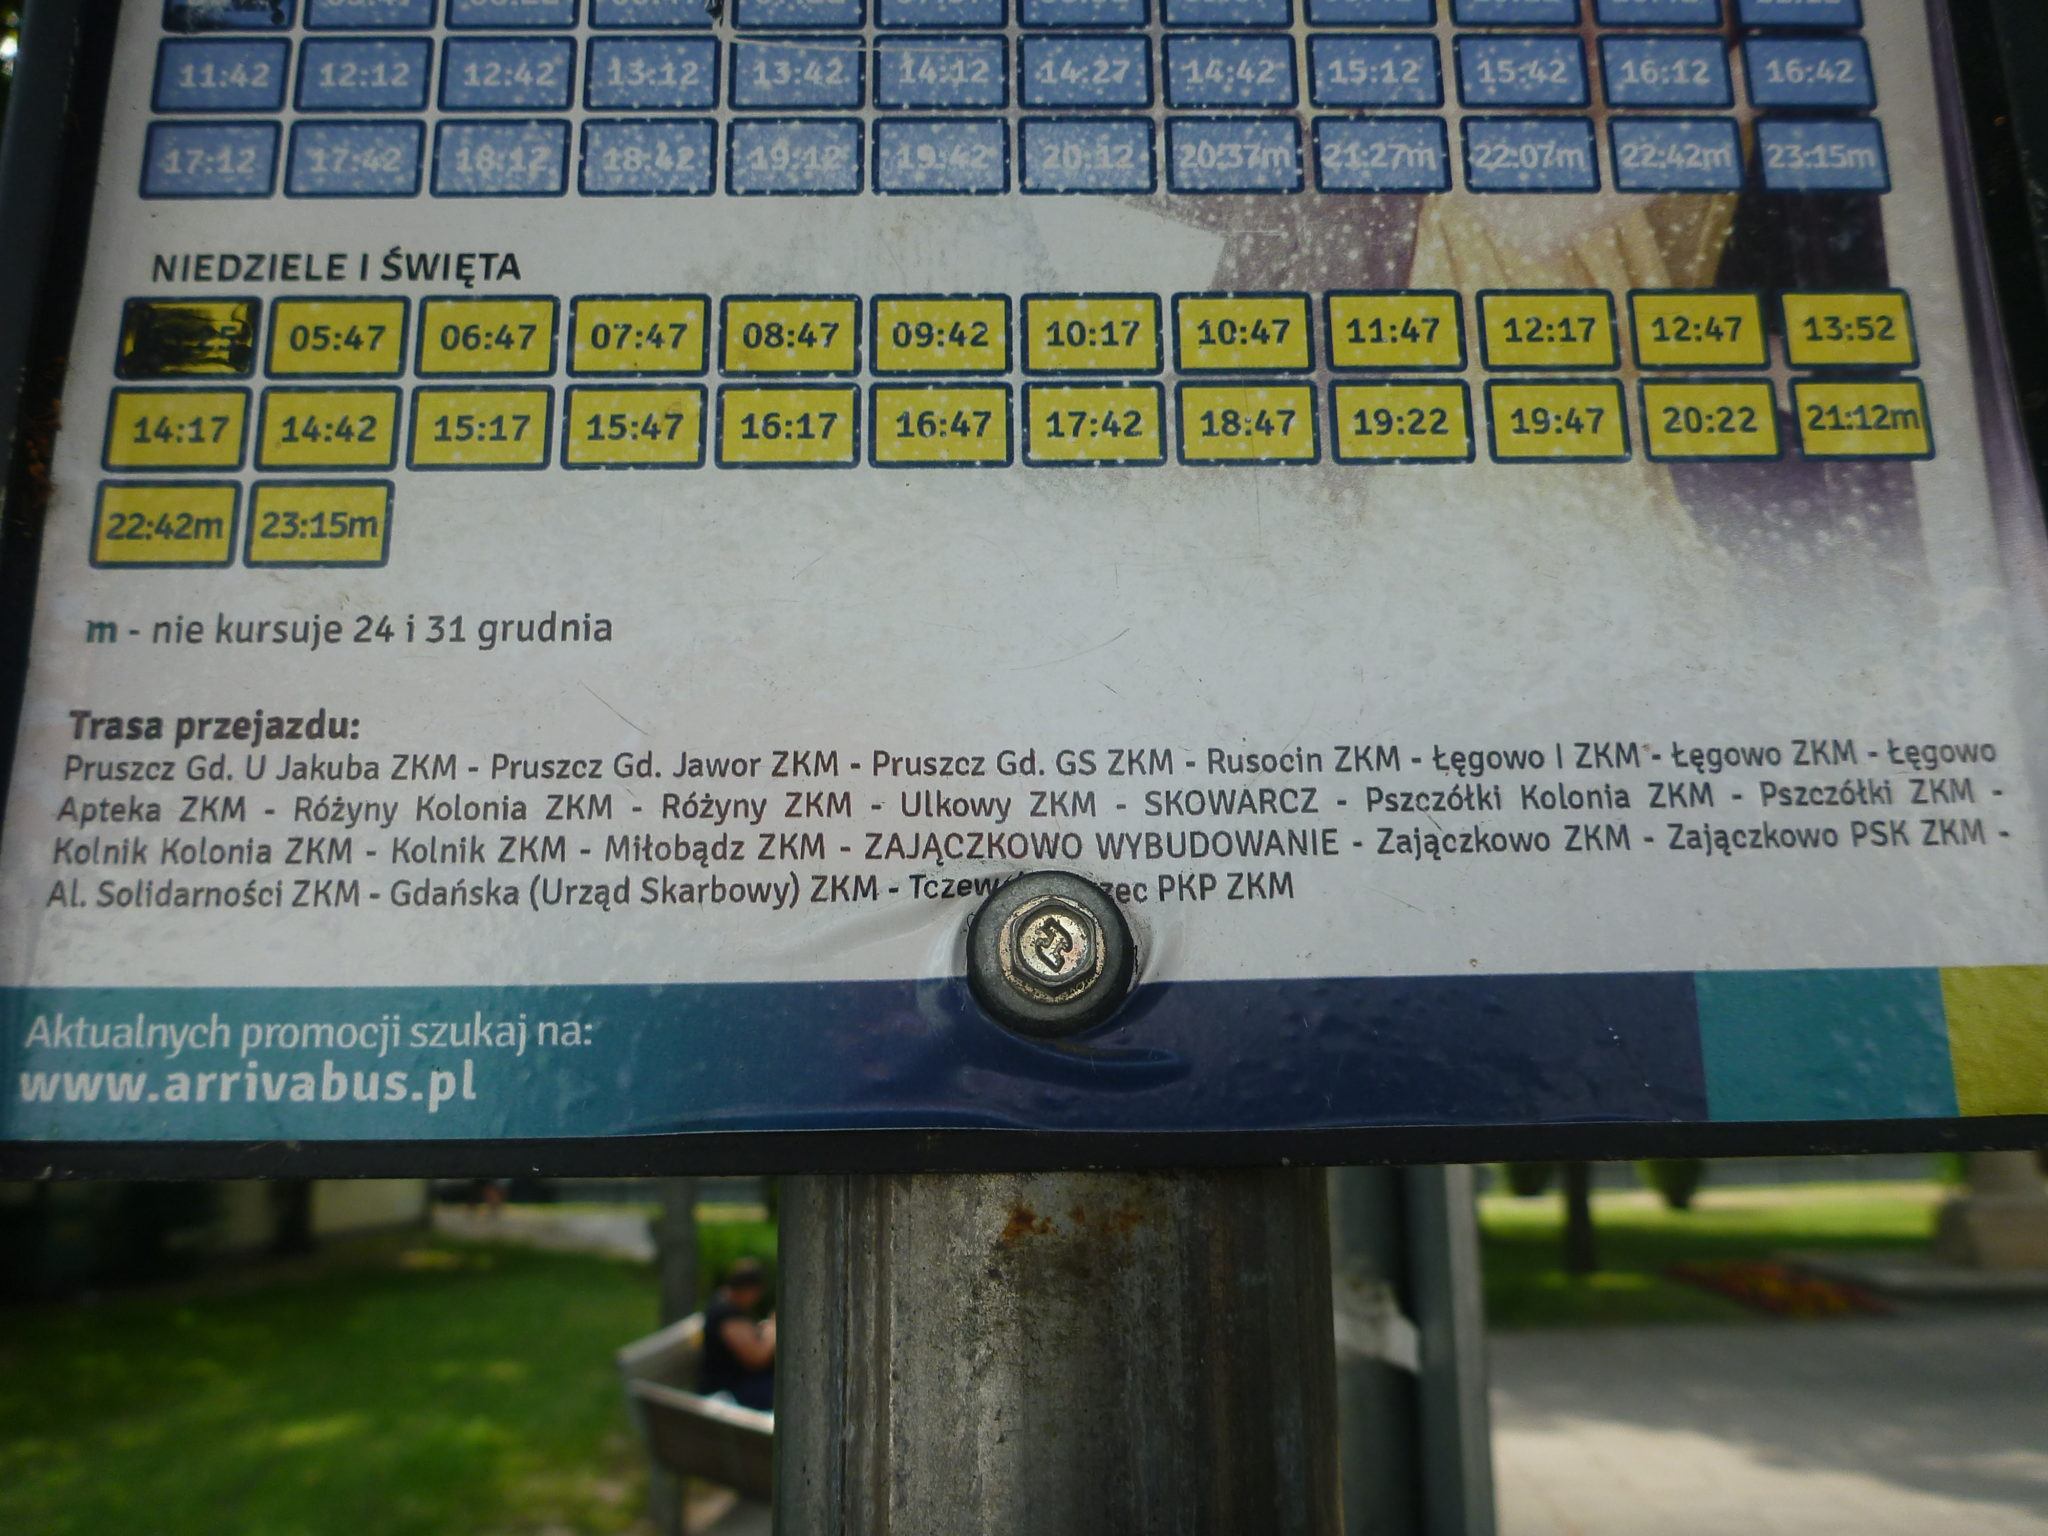 11:42 12:12 12:42 13:12 13:42 14:12 14:27 14:42 15:12 15:42 16:12 16:42
17:12 17:42 18:12 18:42 19:12 19:42 20:12 20:37m 21:27m 22:07m 22:42m 23:15m
NIEDZIELE I ŚWIĘTA
05:47 06:47 07:47 08:47 09:42 10:17 10:47 11:47 12:17 12:47 13:52
14:17 14:42 15:17 15:47 16:17 16:47 17:42 18:47 19:22 19:47 20:22 21:12m
22:42m 23:15m
m - nie kursuje 24 i 31 grudnia
Trasa przejazdu:
Pruszcz Gd. U Jakuba ZKM - Pruszcz Gd. Jawor ZKM - Pruszcz Gd. GS ZKM - Rusocin ZKM - Łęgowo I ZKM - Łęgowo ZKM - Łęgowo
Apteka ZKM - Różyny Kolonia ZKM - Różyny ZKM - Ulkowy ZKM - SKOWARCZ - Pszczółki Kolonia ZKM - Pszczółki ZKM -
Kolnik Kolonia ZKM - Kolnik ZKM - Miłobądz ZKM - ZAJĄCZKOWO WYBUDOWANIE - Zajączkowo ZKM - Zajączkowo PSK ZKM -
Al. Solidarności ZKM - Gdańska (Urząd Skarbowy) ZKM - Tczew PKP ZKM
Aktualnych promocji szukaj na:
www.arrivabus.pl